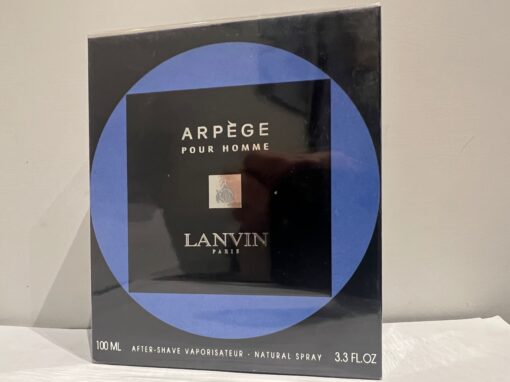 ARPÈGE
POUR HOMME
LANVIN
PARIS
100 ML AFTER-SHAVE VAPORISATEUR - NATURAL SPRAY 3.3 FL.OZ